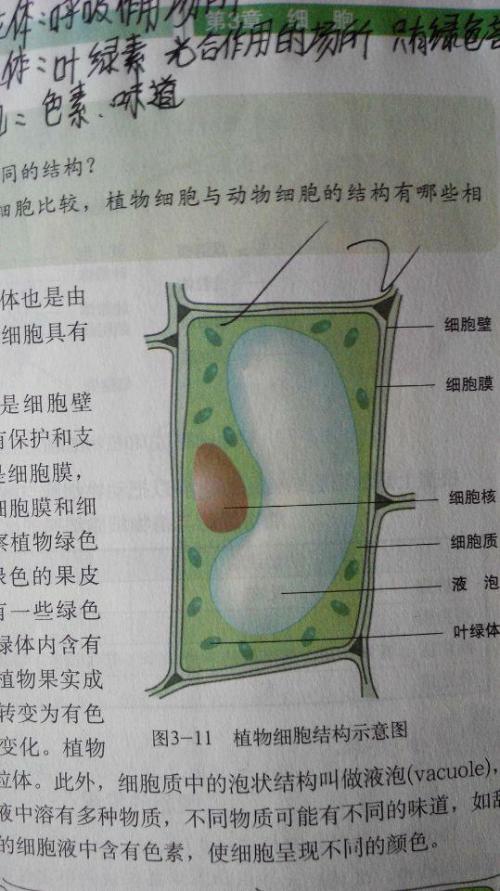 第3章 细 胞
体:呼吸作用场所
体:叶绿素 光合作用的场所 只有绿色
:色素、味道
同的结构?
细胞比较,植物细胞与动物细胞的结构有哪些相
体也是由
细胞具有
是细胞壁
有保护和支
是细胞膜,
细胞膜和细
察植物绿色
绿色的果皮
有一些绿色
绿体内含有
植物果实成
转变为有色
变化。植物
细胞壁
细胞膜
细胞核
细胞质
液 泡
叶绿体
图3-11 植物细胞结构示意图
粒体。此外,细胞质中的泡状结构叫做液泡(vacuole),
液中溶有多种物质,不同物质可能有不同的味道,如甜
的细胞液中含有色素,使细胞呈现不同的颜色。